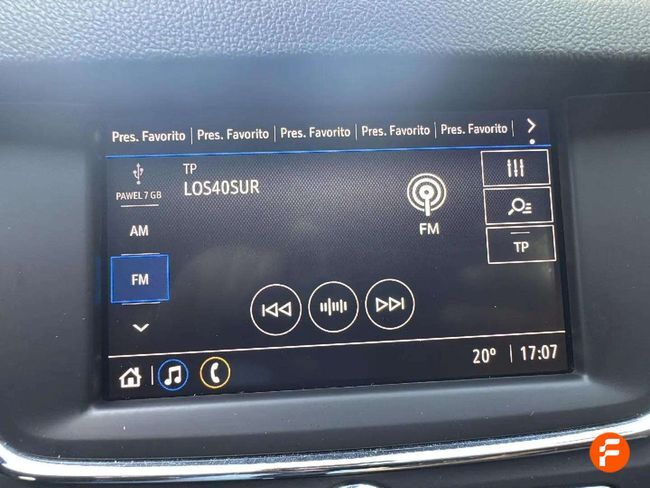 Pres. Favorito | Pres. Favorito | Pres. Favorito | Pres. Favorito | Pres. Favorito |
TP
PAWEL 7 GB
LOS40SUR
AM
FM
FM
TP
20° | 17:07